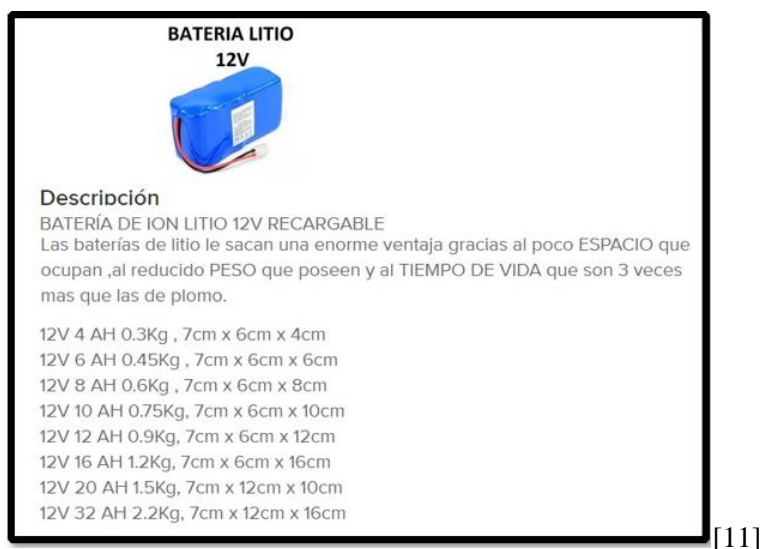 BATERIA LITIO
12V
Descripción
BATERÍA DE ION LITIO 12V RECARGABLE
Las baterías de litio le sacan una enorme ventaja gracias al poco ESPACIO que
ocupan ,al reducido PESO que poseen y al TIEMPO DE VIDA que son 3 veces
mas que las de plomo.
12V 4 AH 0.3Kg , 7cm x 6cm x 4cm
12V 6 AH 0.45Kg , 7cm x 6cm x 6cm
12V 8 AH 0.6Kg , 7cm x 6cm x 8cm
12V 10 AH 0.75Kg, 7cm x 6cm x 10cm
12V 12 AH 0.9Kg, 7cm x 6cm x 12cm
12V 16 AH 1.2Kg, 7cm x 6cm x 16cm
12V 20 AH 1.5Kg, 7cm x 12cm x 10cm
12V 32 AH 2.2Kg, 7cm x 12cm x 16cm
[11]